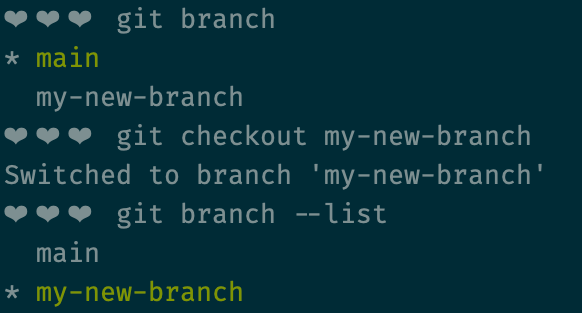 ❤❤❤ git branch
* main
  my-new-branch
❤❤❤ git checkout my-new-branch
Switched to branch 'my-new-branch'
❤❤❤ git branch --list
  main
* my-new-branch